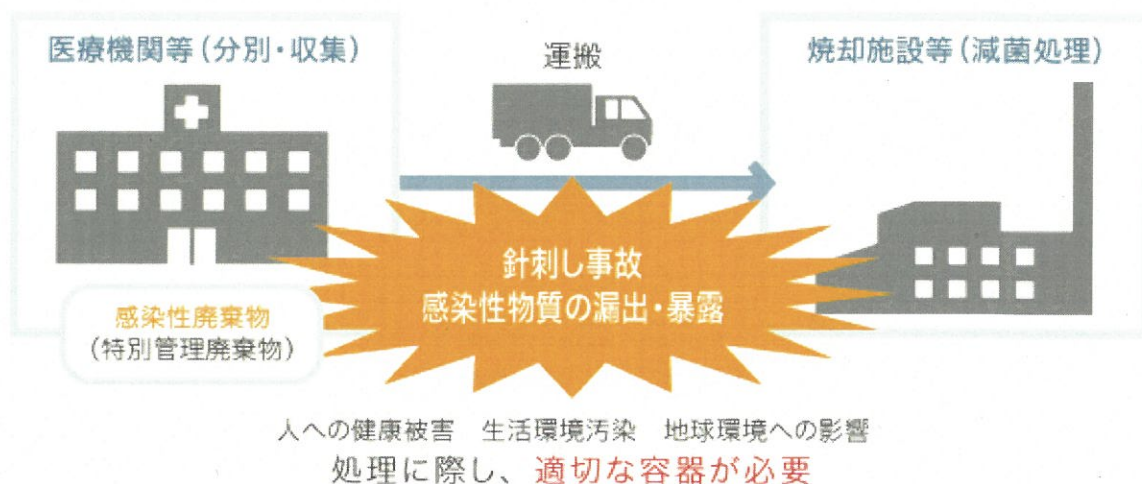 医療機関等(分別・収集)
運搬
焼却施設等(減菌処理)
針刺し事故
感染性物質の漏出・暴露
感染性廃棄物
(特別管理廃棄物)
人への健康被害 生活環境汚染 地球環境への影響
処理に際し、適切な容器が必要